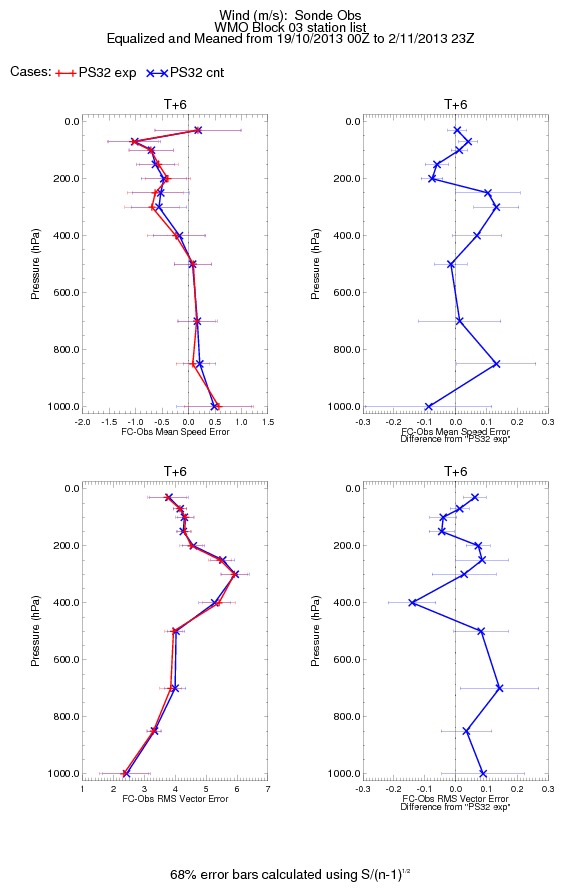 Wind (m/s): Sonde Obs
WMO Block 03 station list
Equalized and Meaned from 19/10/2013 00Z to 2/11/2013 23Z
Cases: PS32 exp PS32 cnt
T+6
T+6
0.0
200.0
400.0
600.0
800.0
1000.0
Pressure (hPa)
-2.0 -1.5 -1.0 -0.5 0.0 0.5 1.0 1.5
FC-Obs Mean Speed Error
0.0
200.0
400.0
600.0
800.0
1000.0
Pressure (hPa)
-0.3 -0.2 -0.1 0.0 0.1 0.2 0.3
FC-Obs Mean Speed Error
Difference from "PS32 exp"
T+6
T+6
0.0
200.0
400.0
600.0
800.0
1000.0
Pressure (hPa)
1 2 3 4 5 6 7
FC-Obs RMS Vector Error
0.0
200.0
400.0
600.0
800.0
1000.0
Pressure (hPa)
-0.3 -0.2 -0.1 0.0 0.1 0.2 0.3
FC-Obs RMS Vector Error
Difference from "PS32 exp"
68% error bars calculated using S/(n-1)¹/²